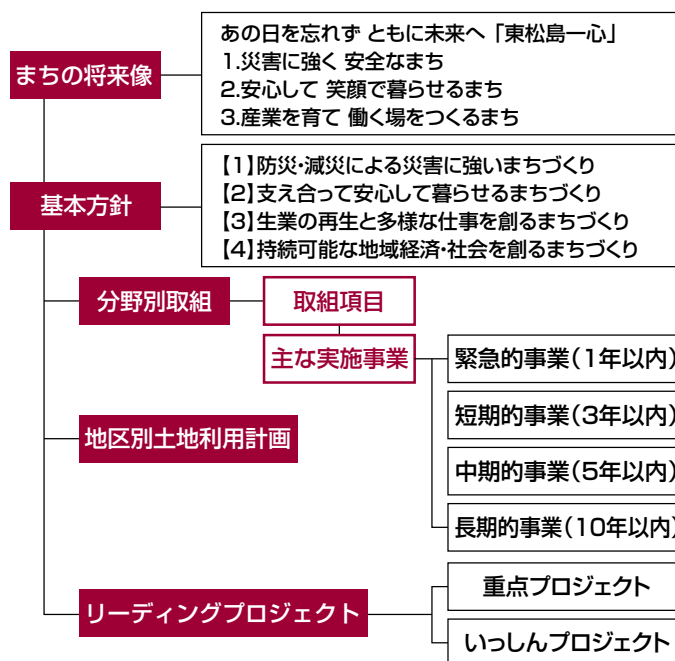 まちの将来像
あの日を忘れず ともに未来へ 「東松島一心」
1.災害に強く 安全なまち
2.安心して 笑顔で暮らせるまち
3.産業を育て 働く場をつくるまち
基本方針
【1】防災・減災による災害に強いまちづくり
【2】支え合って安心して暮らせるまちづくり
【3】生業の再生と多様な仕事を創るまちづくり
【4】持続可能な地域経済・社会を創るまちづくり
分野別取組
取組項目
主な実施事業
緊急的事業(1年以内)
短期的事業(3年以内)
中期的事業(5年以内)
長期的事業(10年以内)
地区別土地利用計画
リーディングプロジェクト
重点プロジェクト
いっしんプロジェクト